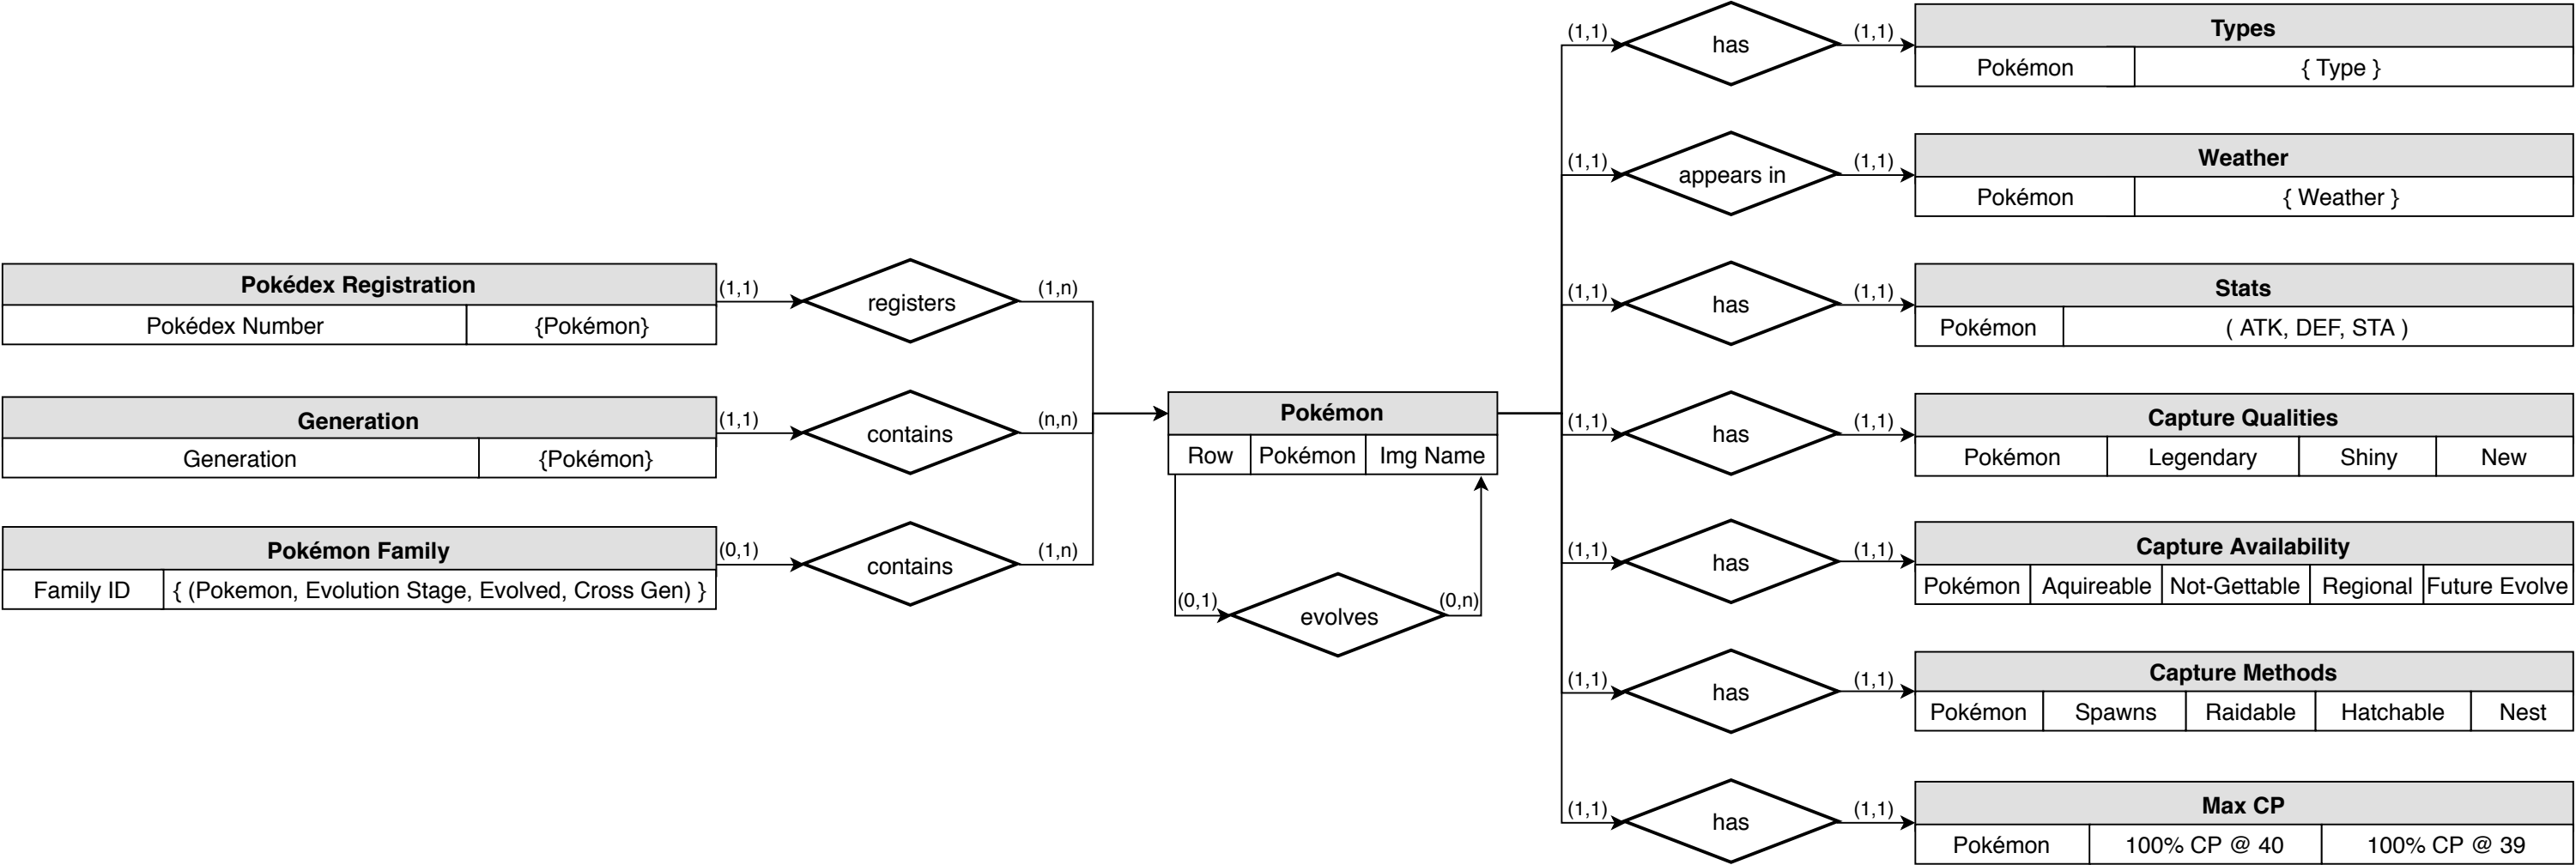 (1,1) has (1,1) Types
Pokémon { Type }
(1,1) appears in (1,1) Weather
Pokémon { Weather }
Pokédex Registration (1,1) registers (1,n)
Pokédex Number {Pokémon}
(1,1) has (1,1) Stats
Pokémon ( ATK, DEF, STA )
Generation (1,1) contains (n,n)
Generation {Pokémon}
Pokémon
Row Pokémon Img Name
(1,1) has (1,1) Capture Qualities
Pokémon Legendary Shiny New
Pokémon Family (0,1) contains (1,n)
Family ID { (Pokemon, Evolution Stage, Evolved, Cross Gen) }
(0,1) evolves (0,n)
(1,1) has (1,1) Capture Availability
Pokémon Aquireable Not-Gettable Regional Future Evolve
(1,1) has (1,1) Capture Methods
Pokémon Spawns Raidable Hatchable Nest
(1,1) has (1,1) Max CP
Pokémon 100% CP @ 40 100% CP @ 39